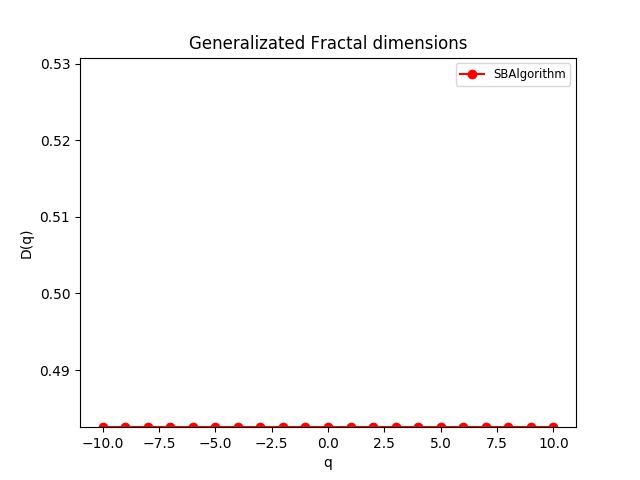 Generalizated Fractal dimensions
SBAlgorithm
0.53
0.52
0.51
0.50
0.49
D(q)
−10.0 −7.5 −5.0 −2.5 0.0 2.5 5.0 7.5 10.0
q